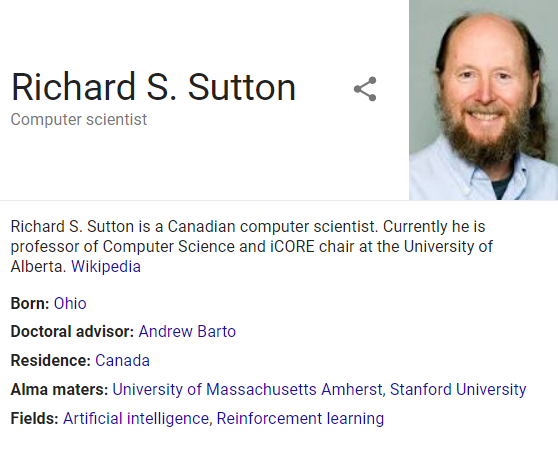 Richard S. Sutton
Computer scientist
Richard S. Sutton is a Canadian computer scientist. Currently he is
professor of Computer Science and iCORE chair at the University of
Alberta. Wikipedia
Born: Ohio
Doctoral advisor: Andrew Barto
Residence: Canada
Alma maters: University of Massachusetts Amherst, Stanford University
Fields: Artificial intelligence, Reinforcement learning